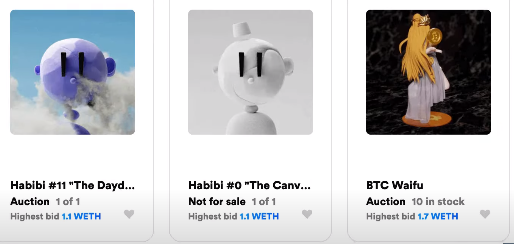 Habibi #11 "The Dayd...
Auction 1 of 1
Highest bid 1.1 WETH
Habibi #0 "The Canv...
Not for sale 1 of 1
Highest bid 1.1 WETH
BTC Waifu
Auction 10 in stock
Highest bid 1.7 WETH